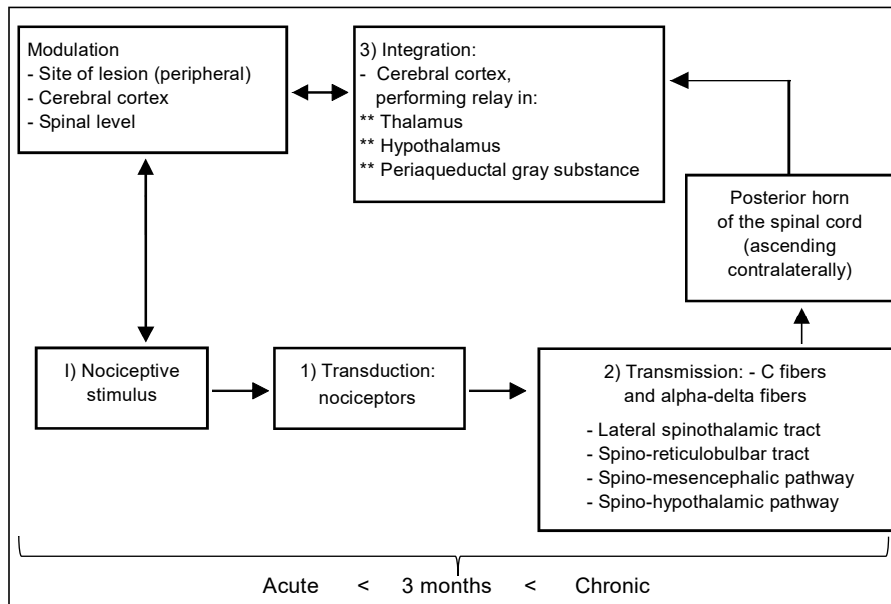 Modulation
- Site of lesion (peripheral)
- Cerebral cortex
- Spinal level
3) Integration:
- Cerebral cortex,
performing relay in:
** Thalamus
** Hypothalamus
** Periaqueductal gray substance
Posterior horn
of the spinal cord
(ascending
contralaterally)
I) Nociceptive
stimulus
1) Transduction:
nociceptors
2) Transmission: - C fibers
and alpha-delta fibers
- Lateral spinothalamic tract
- Spino-reticulobulbar tract
- Spino-mesencephalic pathway
- Spino-hypothalamic pathway
Acute < 3 months < Chronic